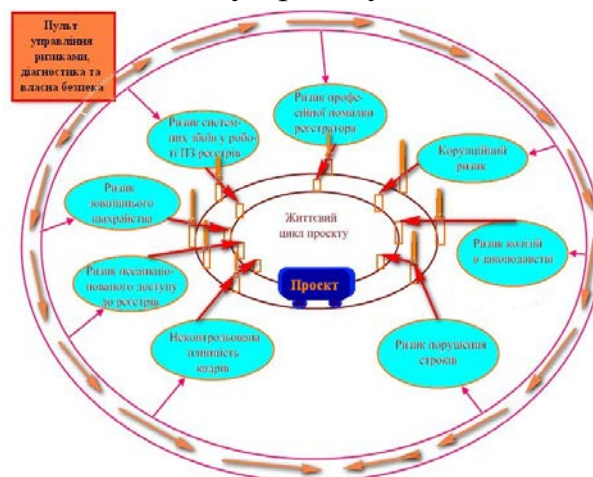 Пульт
управління
ризиками,
діагностика та
власна безпека
Ризик профе-
сійної помилки
реєстратора
Ризик систем-
них збоїв у робо-
ті ПЗ реєстрів
Корупційний
ризик
Ризик
зовнішнього
шахрайства
Життєвий
цикл проєкту
Ризик колізій
в законодавстві
Ризик несанкціо-
нованого доступу
до реєстрів
Проєкт
Неконтрольована
плинність
кадрів
Ризик порушення
строків